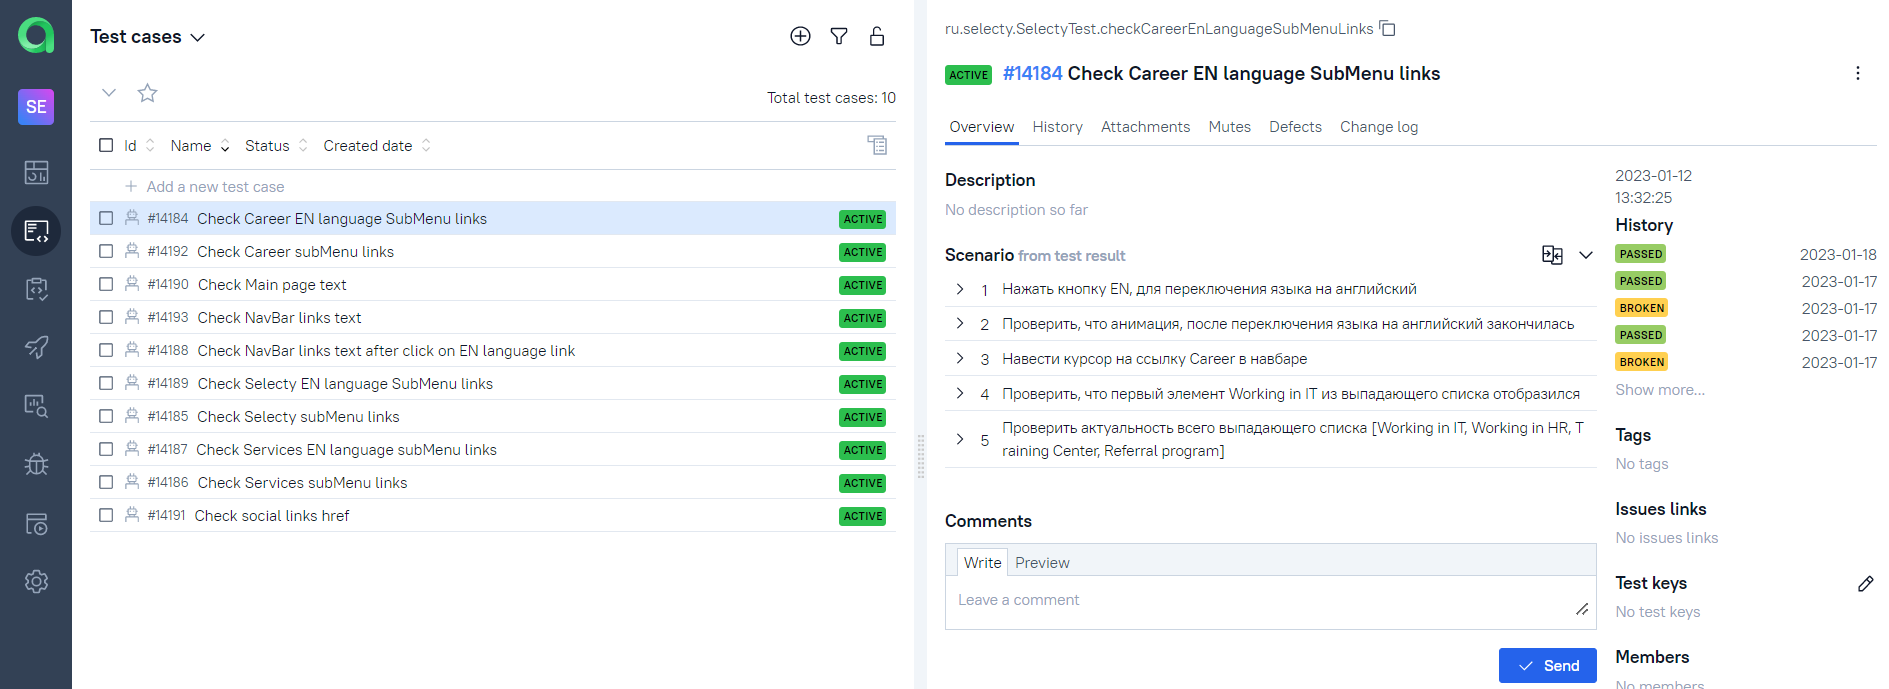 SE
Test cases
Total test cases: 10
Id Name Status Created date
Add a new test case
#14184 Check Career EN language SubMenu links ACTIVE
#14192 Check Career subMenu links ACTIVE
#14190 Check Main page text ACTIVE
#14193 Check NavBar links text ACTIVE
#14188 Check NavBar links text after click on EN language link ACTIVE
#14189 Check Selecty EN language SubMenu links ACTIVE
#14185 Check Selecty subMenu links ACTIVE
#14187 Check Services EN language subMenu links ACTIVE
#14186 Check Services subMenu links ACTIVE
#14191 Check social links href ACTIVE
ru.selecty.SelectyTest.checkCareerEnLanguageSubMenuLinks
ACTIVE #14184 Check Career EN language SubMenu links
Overview History Attachments Mutes Defects Change log
Description
No description so far
Scenario from test result
1 Нажать кнопку EN, для переключения языка на английский
2 Проверить, что анимация, после переключения языка на английский закончилась
3 Навести курсор на ссылку Career в навбаре
4 Проверить, что первый элемент Working in IT из выпадающего списка отобразился
5 Проверить актуальность всего выпадающего списка [Working in IT, Working in HR, T
raining Center, Referral program]
Comments
Write Preview
Leave a comment
Send
2023-01-12
13:32:25
History
PASSED 2023-01-18
PASSED 2023-01-17
BROKEN 2023-01-17
PASSED 2023-01-17
BROKEN 2023-01-17
Show more...
Tags
No tags
Issues links
No issues links
Test keys
No test keys
Members
No members